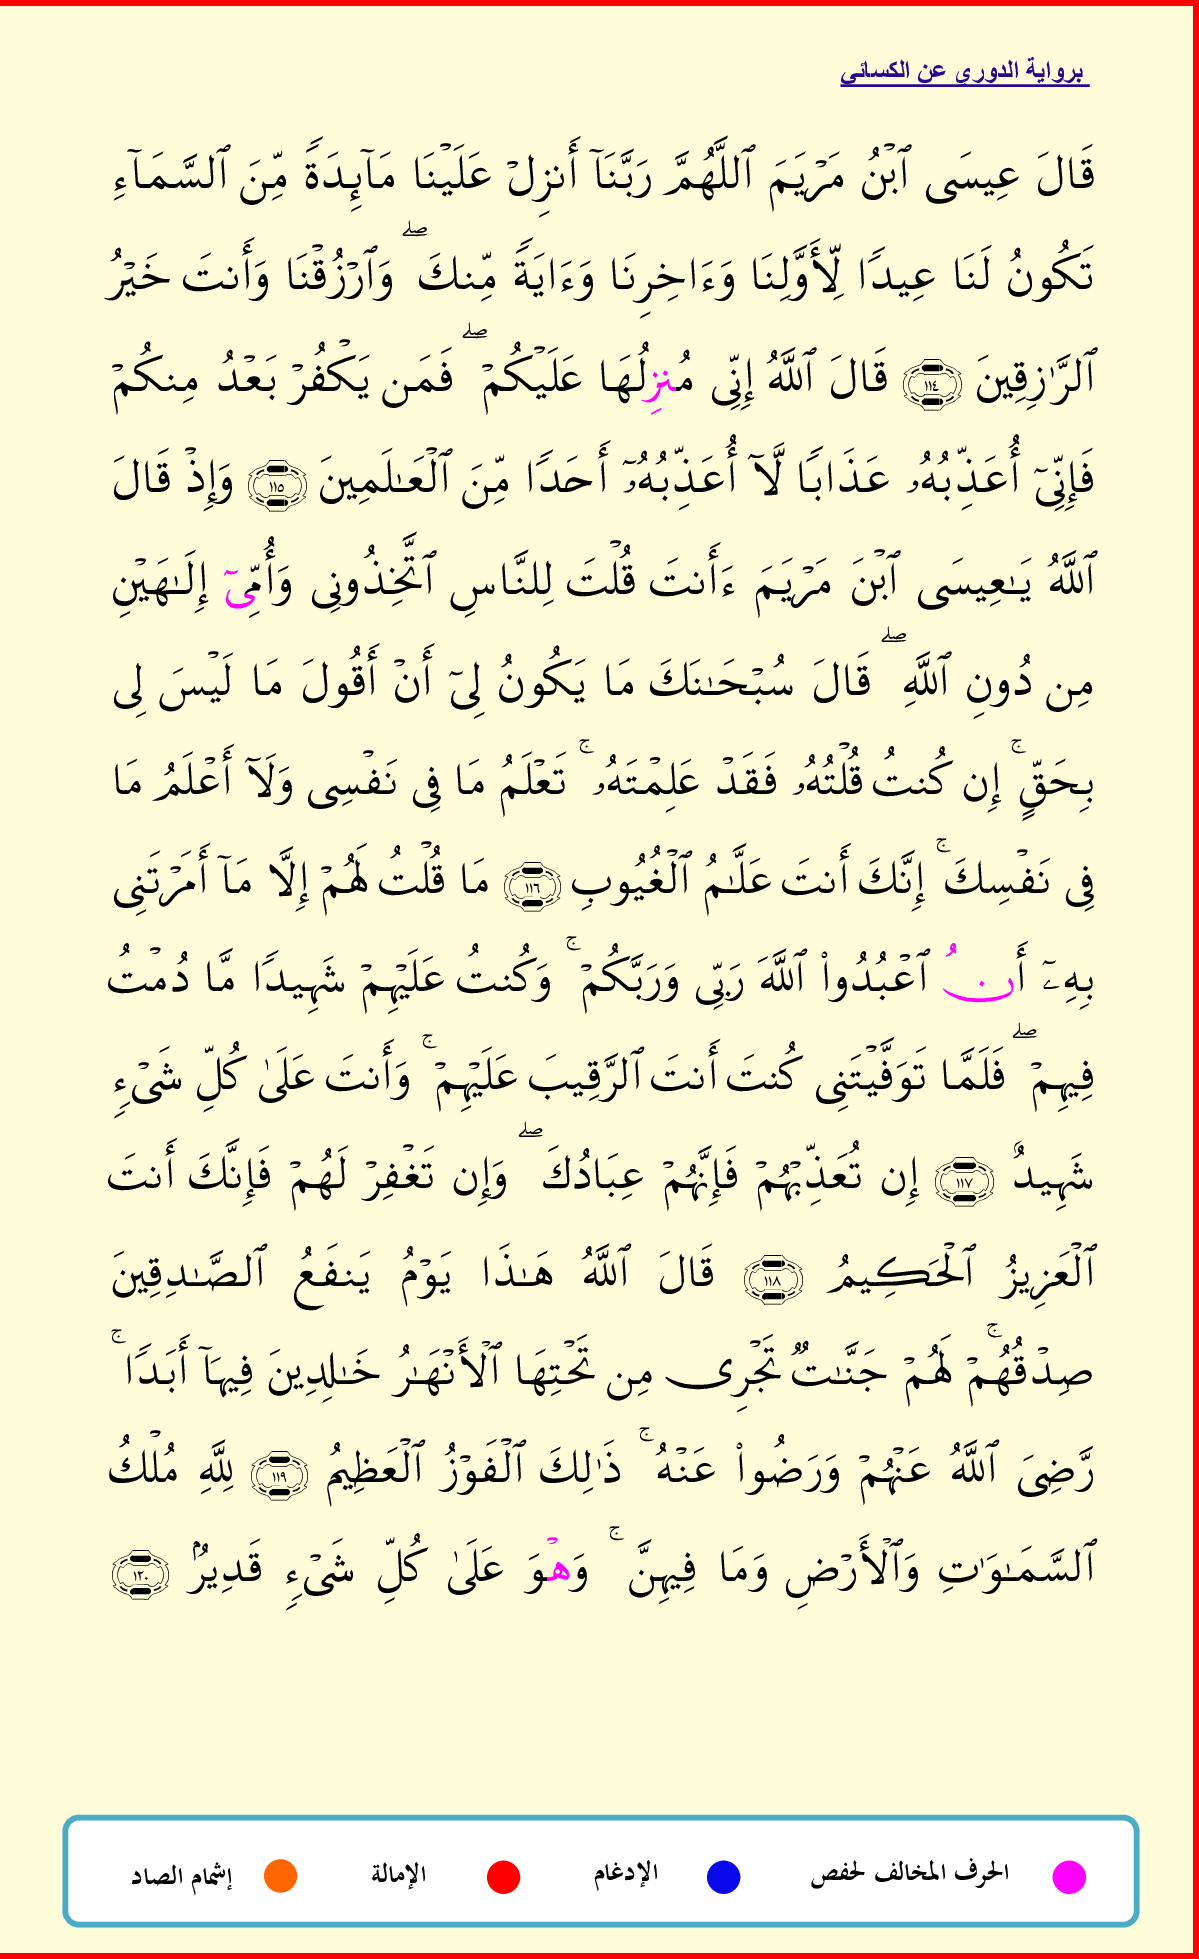 برواية الدوري عن الكسائي
قَالَ عِيسَى ٱبۡنُ مَرۡيَمَ ٱللَّهُمَّ رَبَّنَآ أَنزِلۡ عَلَيۡنَا مَآئِدَةٗ مِّنَ ٱلسَّمَآءِ
تَكُونُ لَنَا عِيدٗا لِّأَوَّلِنَا وَءَاخِرِنَا وَءَايَةٗ مِّنكَۖ وَٱرۡزُقۡنَا وَأَنتَ خَيۡرُ
ٱلرَّٰزِقِينَ ١١٤ قَالَ ٱللَّهُ إِنِّي مُنزِلُهَا عَلَيۡكُمۡۖ فَمَن يَكۡفُرۡ بَعۡدُ مِنكُمۡ
فَإِنِّيٓ أُعَذِّبُهُۥ عَذَابٗا لَّآ أُعَذِّبُهُۥٓ أَحَدٗا مِّنَ ٱلۡعَٰلَمِينَ ١١٥ وَإِذۡ قَالَ
ٱللَّهُ يَٰعِيسَى ٱبۡنَ مَرۡيَمَ ءَأَنتَ قُلۡتَ لِلنَّاسِ ٱتَّخِذُونِي وَأُمِّيٓ إِلَٰهَيۡنِ
مِن دُونِ ٱللَّهِۖ قَالَ سُبۡحَٰنَكَ مَا يَكُونُ لِيٓ أَنۡ أَقُولَ مَا لَيۡسَ لِي
بِحَقٍّۚ إِن كُنتُ قُلۡتُهُۥ فَقَدۡ عَلِمۡتَهُۥۚ تَعۡلَمُ مَا فِي نَفۡسِي وَلَآ أَعۡلَمُ مَا
فِي نَفۡسِكَۚ إِنَّكَ أَنتَ عَلَّٰمُ ٱلۡغُيُوبِ ١١٦ مَا قُلۡتُ لَهُمۡ إِلَّا مَآ أَمَرۡتَنِي
بِهِۦٓ أَنُ ٱعۡبُدُواْ ٱللَّهَ رَبِّي وَرَبَّكُمۡۚ وَكُنتُ عَلَيۡهِمۡ شَهِيدٗا مَّا دُمۡتُ
فِيهِمۡۖ فَلَمَّا تَوَفَّيۡتَنِي كُنتَ أَنتَ ٱلرَّقِيبَ عَلَيۡهِمۡۚ وَأَنتَ عَلَىٰ كُلِّ شَيۡءٖ
شَهِيدٌ ١١٧ إِن تُعَذِّبۡهُمۡ فَإِنَّهُمۡ عِبَادُكَۖ وَإِن تَغۡفِرۡ لَهُمۡ فَإِنَّكَ أَنتَ
ٱلۡعَزِيزُ ٱلۡحَكِيمُ ١١٨ قَالَ ٱللَّهُ هَٰذَا يَوۡمُ يَنفَعُ ٱلصَّٰدِقِينَ
صِدۡقُهُمۡۚ لَهُمۡ جَنَّٰتٞ تَجۡرِي مِن تَحۡتِهَا ٱلۡأَنۡهَٰرُ خَٰلِدِينَ فِيهَآ أَبَدٗاۚ
رَّضِيَ ٱللَّهُ عَنۡهُمۡ وَرَضُواْ عَنۡهُۚ ذَٰلِكَ ٱلۡفَوۡزُ ٱلۡعَظِيمُ ١١٩ لِلَّهِ مُلۡكُ
ٱلسَّمَٰوَٰتِ وَٱلۡأَرۡضِ وَمَا فِيهِنَّۚ وَهۡوَ عَلَىٰ كُلِّ شَيۡءٖ قَدِيرُۢ ١٢٠
الحرف المخالف لحفص الإدغام الإمالة إشمام الصاد